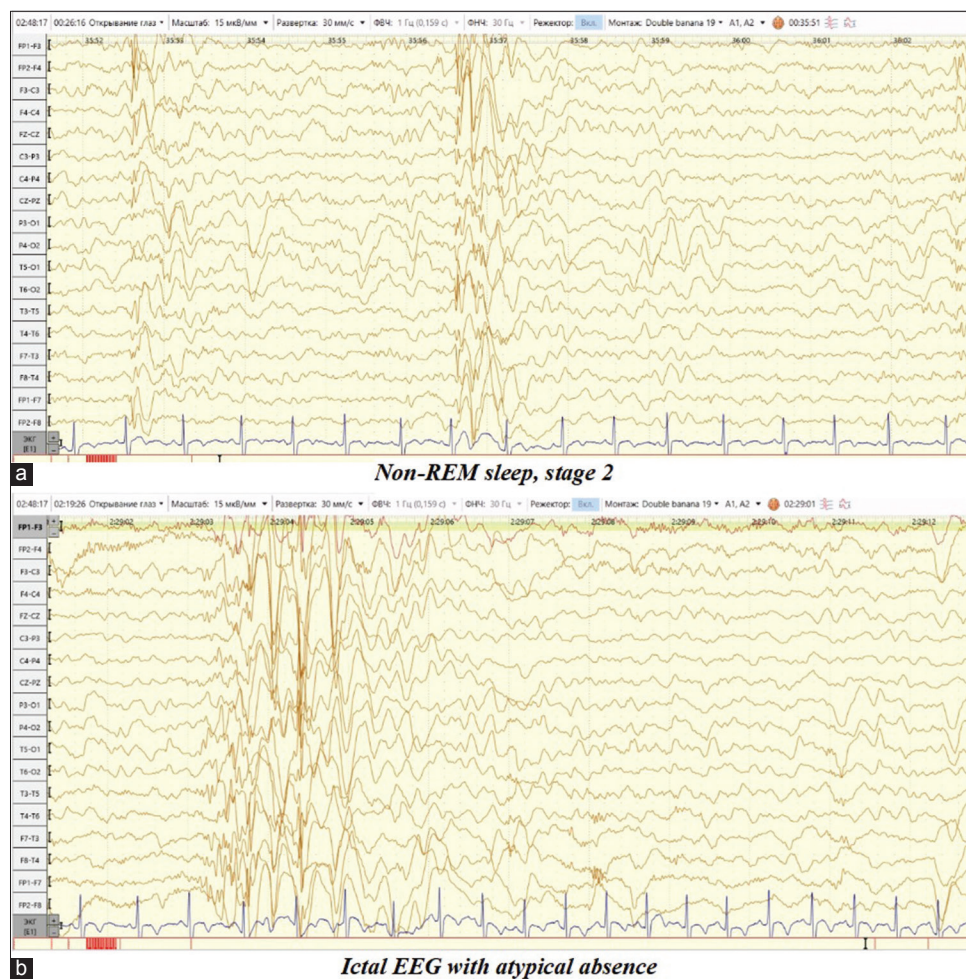 02:48:17 00:26:16 Открывание глаз Масштаб: 15 мкВ/мм Развертка: 30 мм/с ФВЧ: 1 Гц (0,159 с) ФНЧ: 30 Гц Режектор: Вкл. Монтаж: Double banana 19 A1, A2 00:35:51
35:52 35:53 35:54 35:55 35:56 35:57 35:58 35:59 36:00 36:01 36:02
FP1-F3
FP2-F4
F3-C3
F4-C4
FZ-CZ
C3-P3
C4-P4
CZ-PZ
P3-O1
P4-O2
T5-O1
T6-O2
T3-T5
T4-T6
F7-T3
F8-T4
FP1-F7
FP2-F8
ЭКГ
[E1]
a
Non-REM sleep, stage 2
02:48:17 02:19:26 Открывание глаз Масштаб: 15 мкВ/мм Развертка: 30 мм/с ФВЧ: 1 Гц (0,159 с) ФНЧ: 30 Гц Режектор: Вкл. Монтаж: Double banana 19 A1, A2 02:29:01
2:29:02 2:29:03 2:29:04 2:29:05 2:29:06 2:29:07 2:29:08 2:29:09 2:29:10 2:29:11 2:29:12
FP1-F3
FP2-F4
F3-C3
F4-C4
FZ-CZ
C3-P3
C4-P4
CZ-PZ
P3-O1
P4-O2
T5-O1
T6-O2
T3-T5
T4-T6
F7-T3
F8-T4
FP1-F7
FP2-F8
ЭКГ
[E1]
b
Ictal EEG with atypical absence